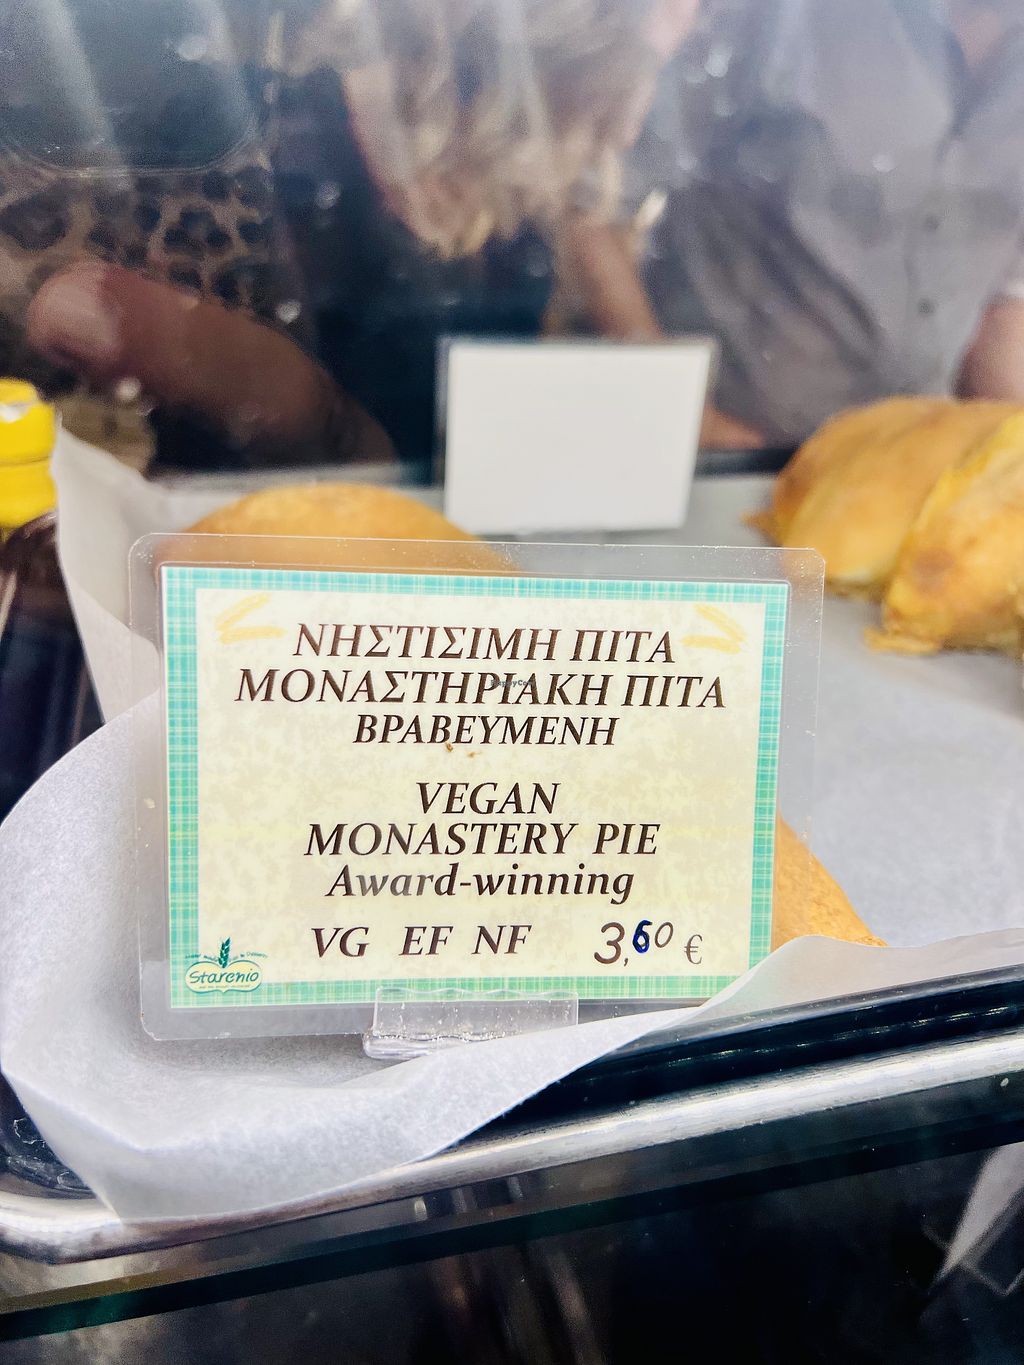 ΝΗΣΤΙΣΙΜΗ ΠΙΤΑ
ΜΟΝΑΣΤΗΡΙΑΚΗ ΠΙΤΑ
ΒΡΑΒΕΥΜΕΝΗ
VEGAN
MONASTERY PIE
Award-winning
VG EF NF 3,60 €
Starenio